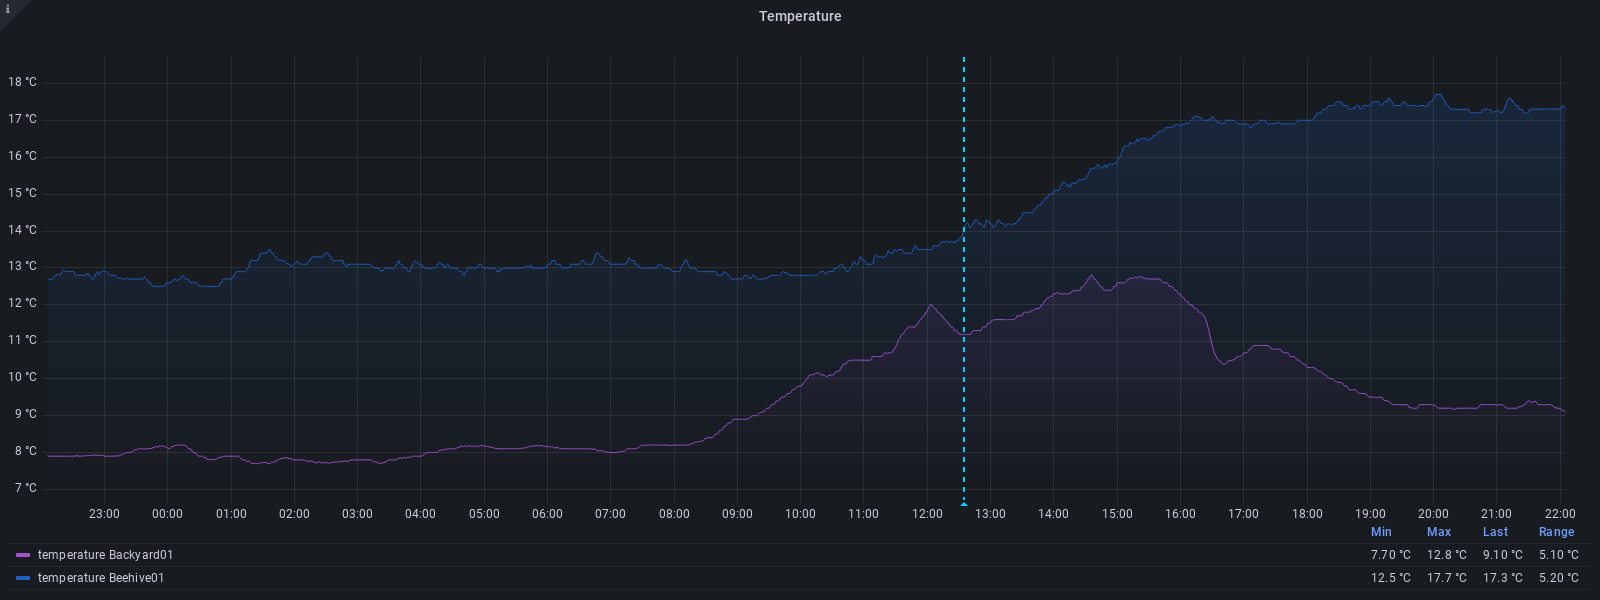 i
Temperature
18 °C
17 °C
16 °C
15 °C
14 °C
13 °C
12 °C
11 °C
10 °C
9 °C
8 °C
7 °C
23:00 00:00 01:00 02:00 03:00 04:00 05:00 06:00 07:00 08:00 09:00 10:00 11:00 12:00 13:00 14:00 15:00 16:00 17:00 18:00 19:00 20:00 21:00 22:00
Min Max Last Range
temperature Backyard01 7.70 °C 12.8 °C 9.10 °C 5.10 °C
temperature Beehive01 12.5 °C 17.7 °C 17.3 °C 5.20 °C